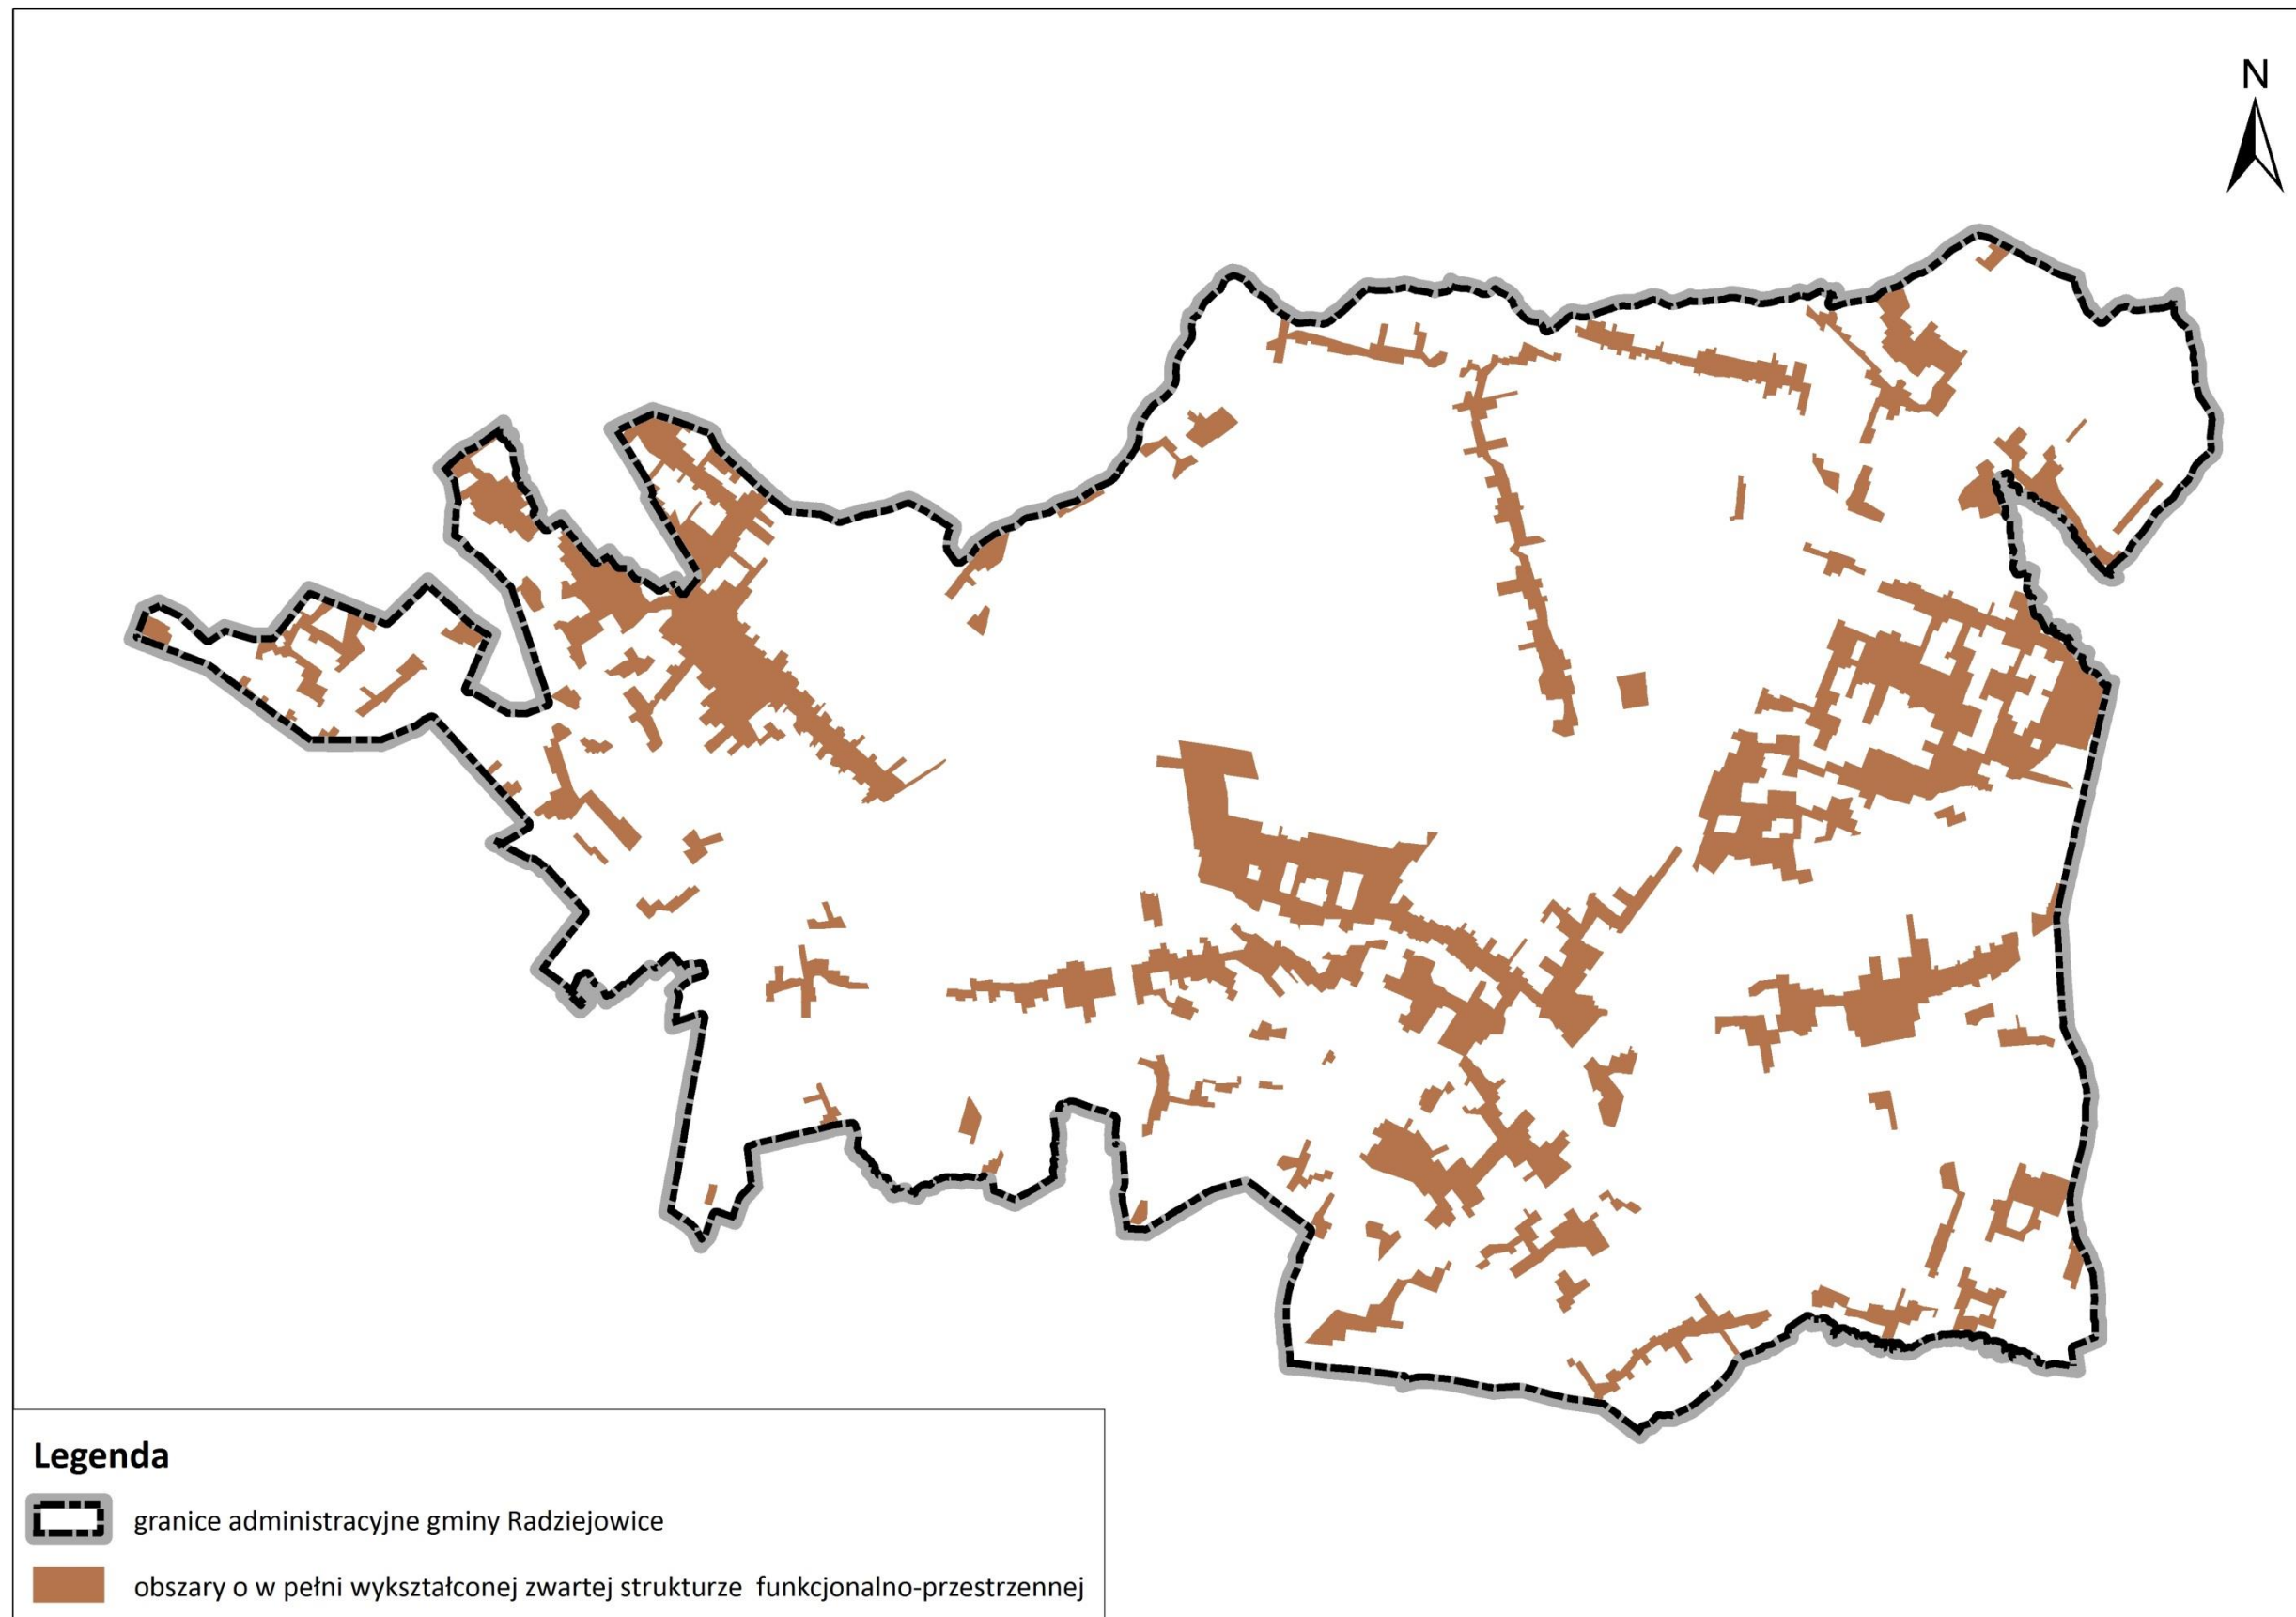 N
Legenda
granice administracyjne gminy Radziejowice
obszary o w pełni wykształconej zwartej strukturze funkcjonalno-przestrzennej